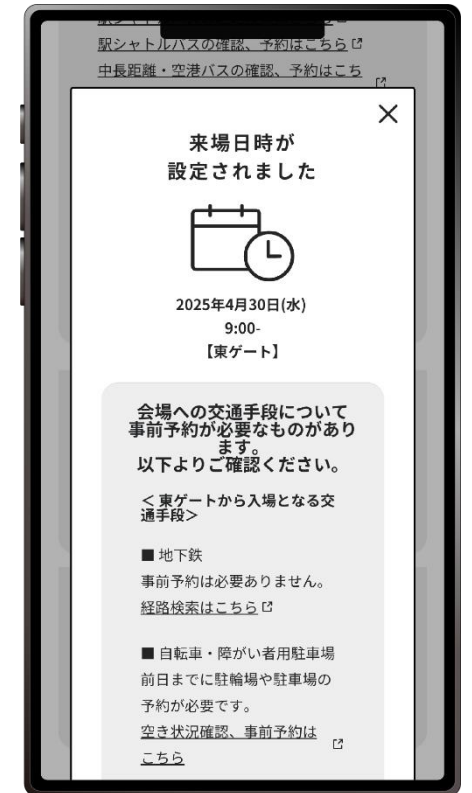 駅シャトルバスの確認、予約はこちら
中長距離・空港バスの確認、予約はこち
来場日時が
設定されました
2025年4月30日(水)
9:00-
【東ゲート】
会場への交通手段について
事前予約が必要なものがあり
ます。
以下よりご確認ください。
＜東ゲートから入場となる交
通手段＞
■ 地下鉄
事前予約は必要ありません。
経路検索はこちら
■ 自転車・障がい者用駐車場
前日までに駐輪場や駐車場の
予約が必要です。
空き状況確認、事前予約は
こちら